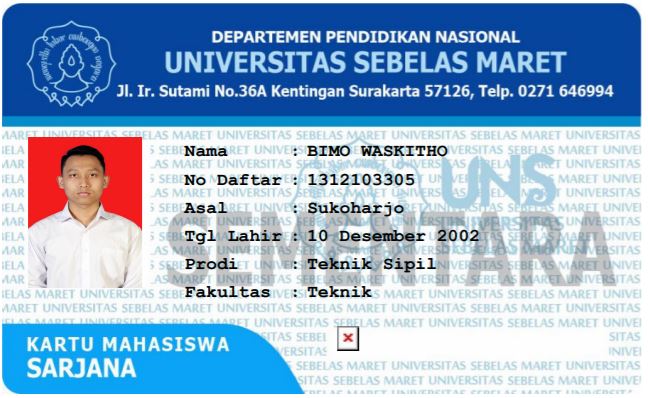 DEPARTEMEN PENDIDIKAN NASIONAL
UNIVERSITAS SEBELAS MARET
Jl. Ir. Sutami No.36A Kentingan Surakarta 57126, Telp. 0271 646994
Nama : BIMO WASKITHO
No Daftar : 1312103305
Asal : Sukoharjo
Tgl Lahir : 10 Desember 2002
Prodi : Teknik Sipil
Fakultas : Teknik
UNS
SEMENTARA
KARTU MAHASISWA
SARJANA